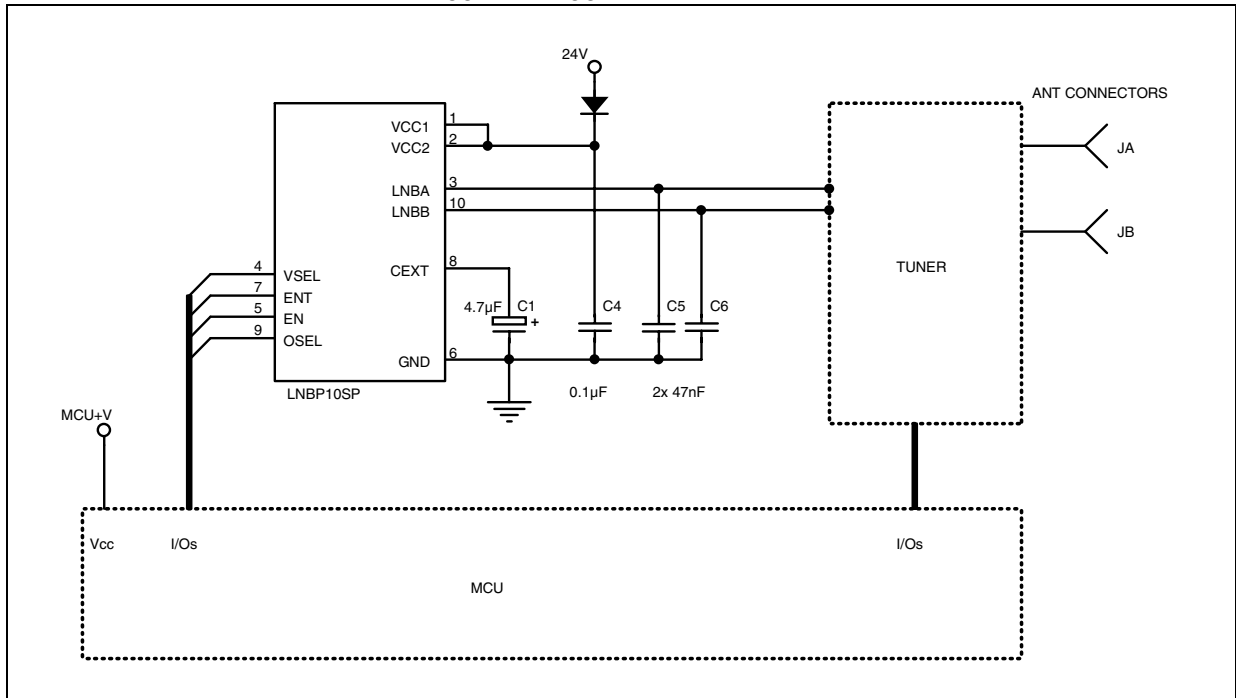 24V
ANT CONNECTORS
VCC1 1
VCC2 2
JA
LNBA 3
LNBB 10
JB
TUNER
4 VSEL
CEXT 8
7 ENT
5 EN
4.7µF C1
+
C4
C5
C6
9 OSEL
GND 6
LNBP10SP
0.1µF
2x 47nF
MCU+V
Vcc
I/Os
I/Os
MCU